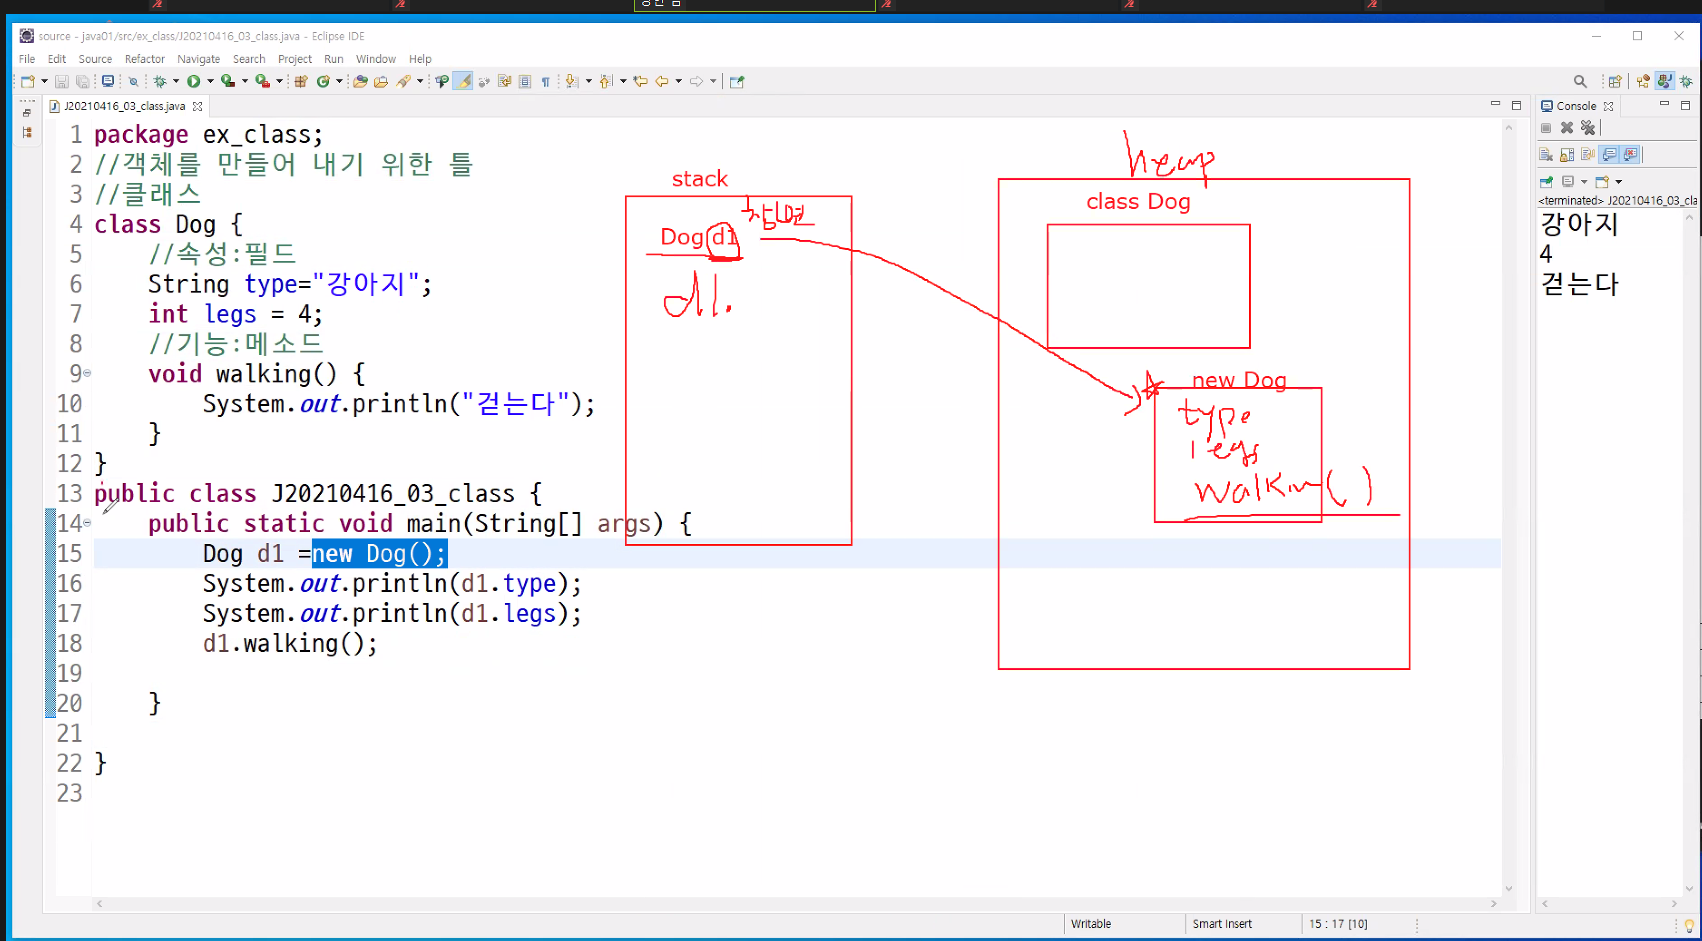 source - java01/src/ex_class/J20210416_03_class.java - Eclipse IDE
File Edit Source Refactor Navigate Search Project Run Window Help
J20210416_03_class.java
1 package ex_class;
2 //객체를 만들어 내기 위한 틀
3 //클래스
4 class Dog {
5 //속성:필드
6 String type="강아지";
7 int legs = 4;
8 //기능:메소드
9 void walking() {
10 System.out.println("걷는다");
11 }
12 }
13 public class J20210416_03_class {
14 public static void main(String[] args) {
15 Dog d1 =new Dog();
16 System.out.println(d1.type);
17 System.out.println(d1.legs);
18 d1.walking();
19
20 }
21
22 }
23
stack
Dog d1
d1.
heap
class Dog
new Dog
type
legs
walkin()
Console
<terminated> J20210416_03_cla
강아지
4
걷는다
Writable Smart Insert 15 : 17 [10]